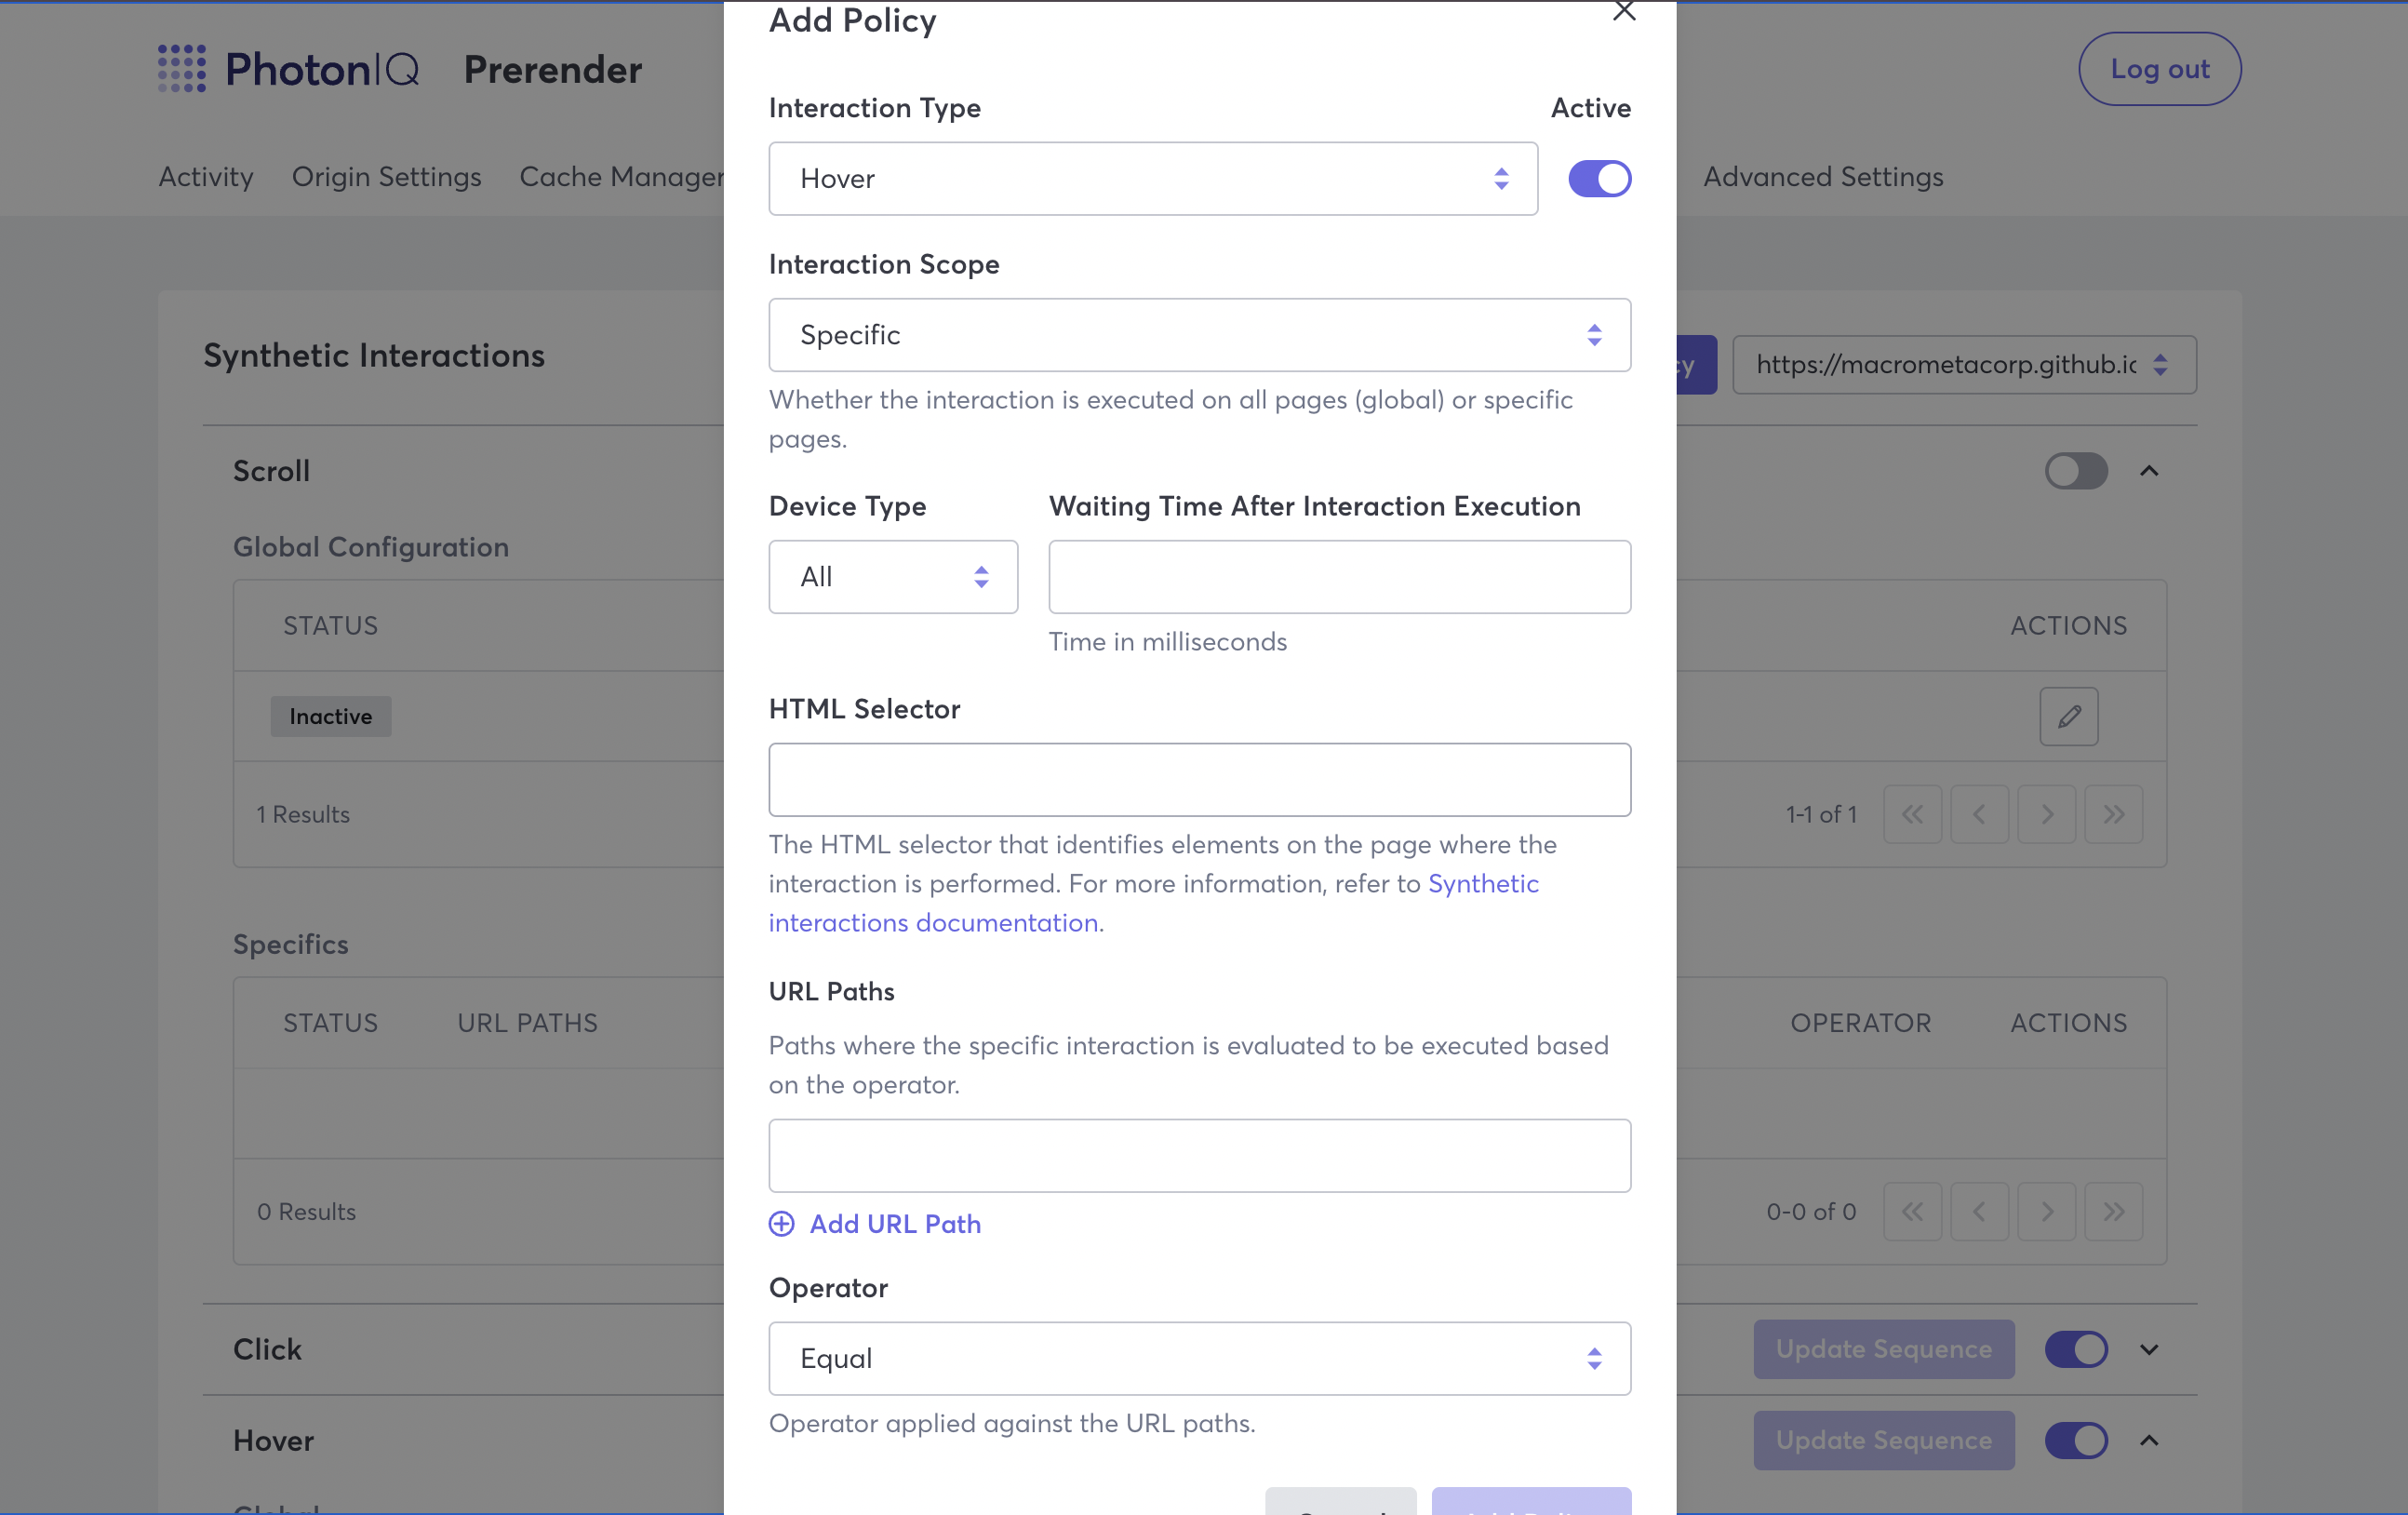 Add Policy
PhotonIQ Prerender
Log out
Interaction Type
Active
Activity
Origin Settings
Cache Manager
Hover
Advanced Settings
Interaction Scope
Synthetic Interactions
Specific
cy
https://macrometacorp.github.io
Whether the interaction is executed on all pages (global) or specific
pages.
Scroll
Device Type
Waiting Time After Interaction Execution
Global Configuration
All
STATUS
ACTIONS
Time in milliseconds
HTML Selector
Inactive
1 Results
1-1 of 1
The HTML selector that identifies elements on the page where the
interaction is performed. For more information, refer to Synthetic
interactions documentation.
Specifics
URL Paths
STATUS
URL PATHS
OPERATOR
ACTIONS
Paths where the specific interaction is evaluated to be executed based
on the operator.
0 Results
0-0 of 0
Add URL Path
Operator
Click
Equal
Update Sequence
Operator applied against the URL paths.
Hover
Update Sequence